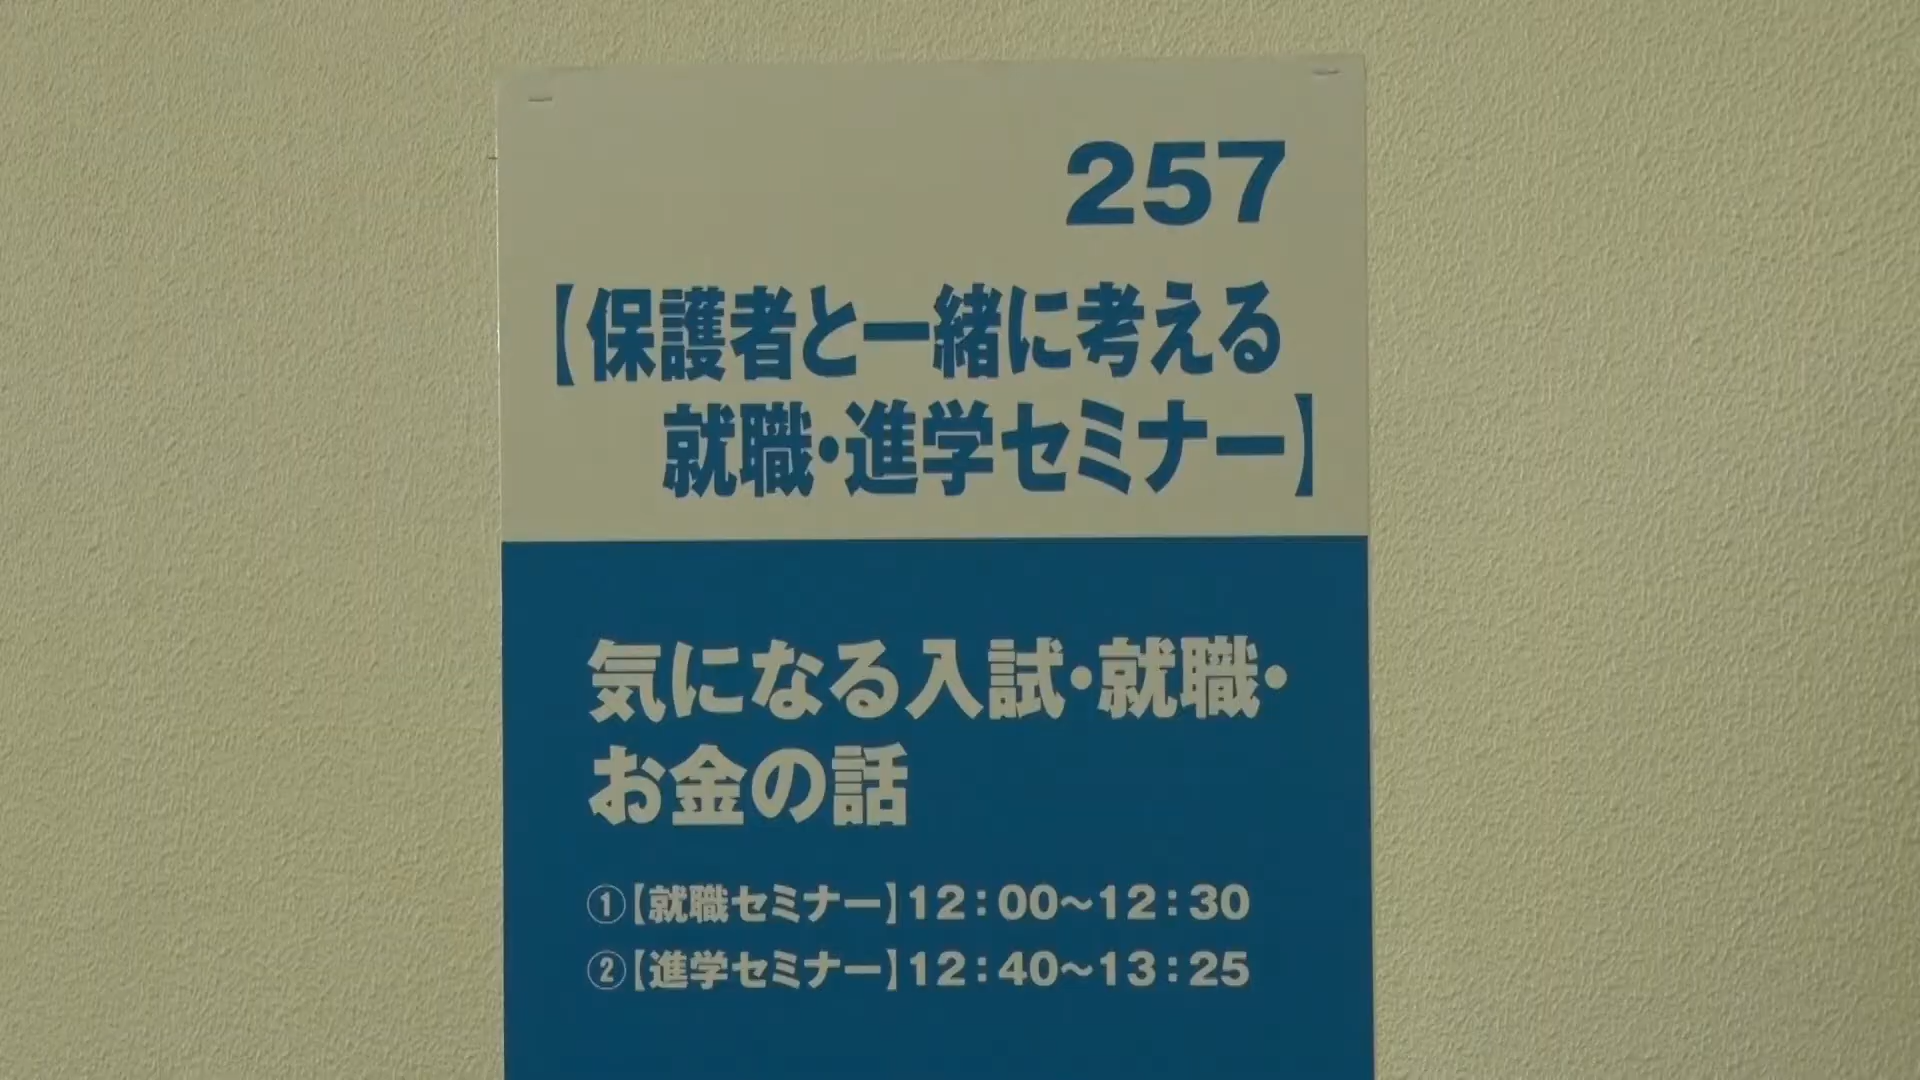 257
【保護者と一緒に考える
就職・進学セミナー】
気になる入試・就職・
お金の話
①【就職セミナー】12：00〜12：30
②【進学セミナー】12：40〜13：25